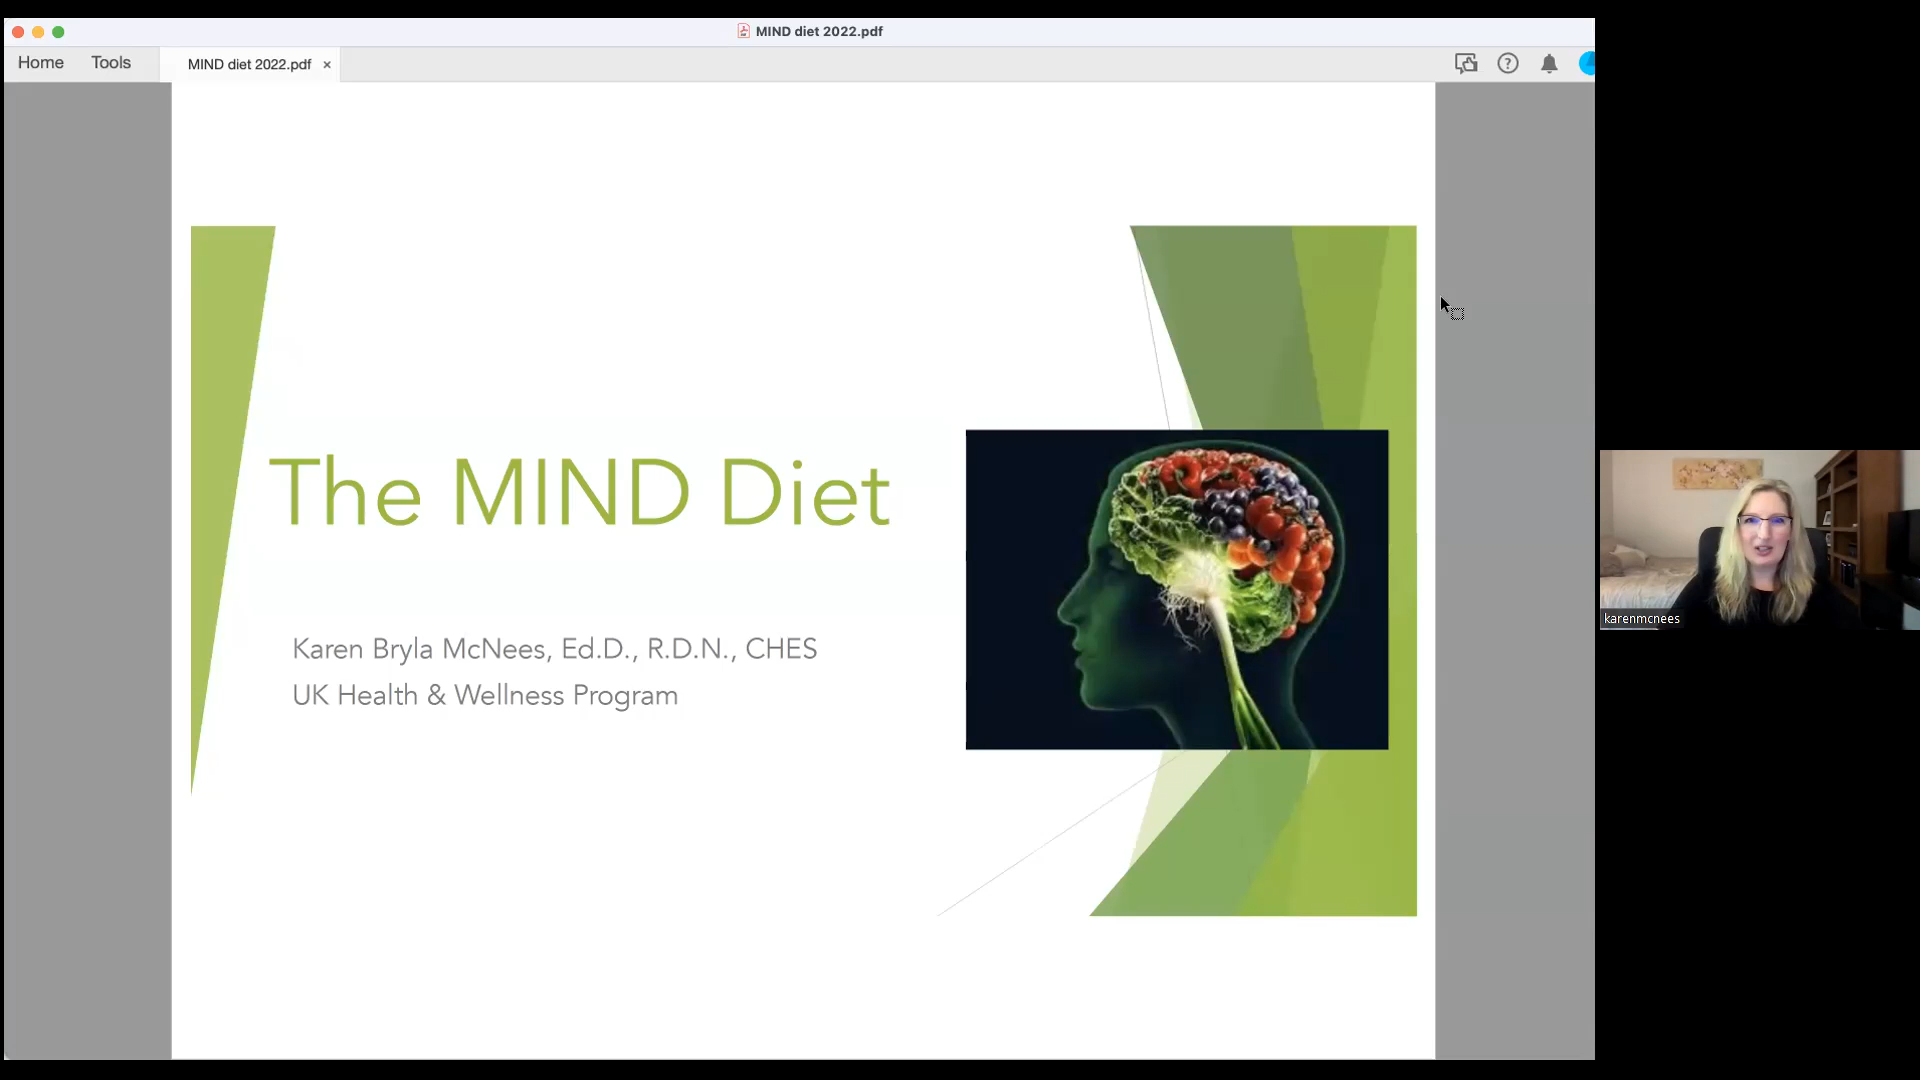 MIND diet 2022.pdf
Home Tools MIND diet 2022.pdf ×
The MIND Diet
Karen Bryla McNees, Ed.D., R.D.N., CHES
UK Health & Wellness Program
karenmcnees